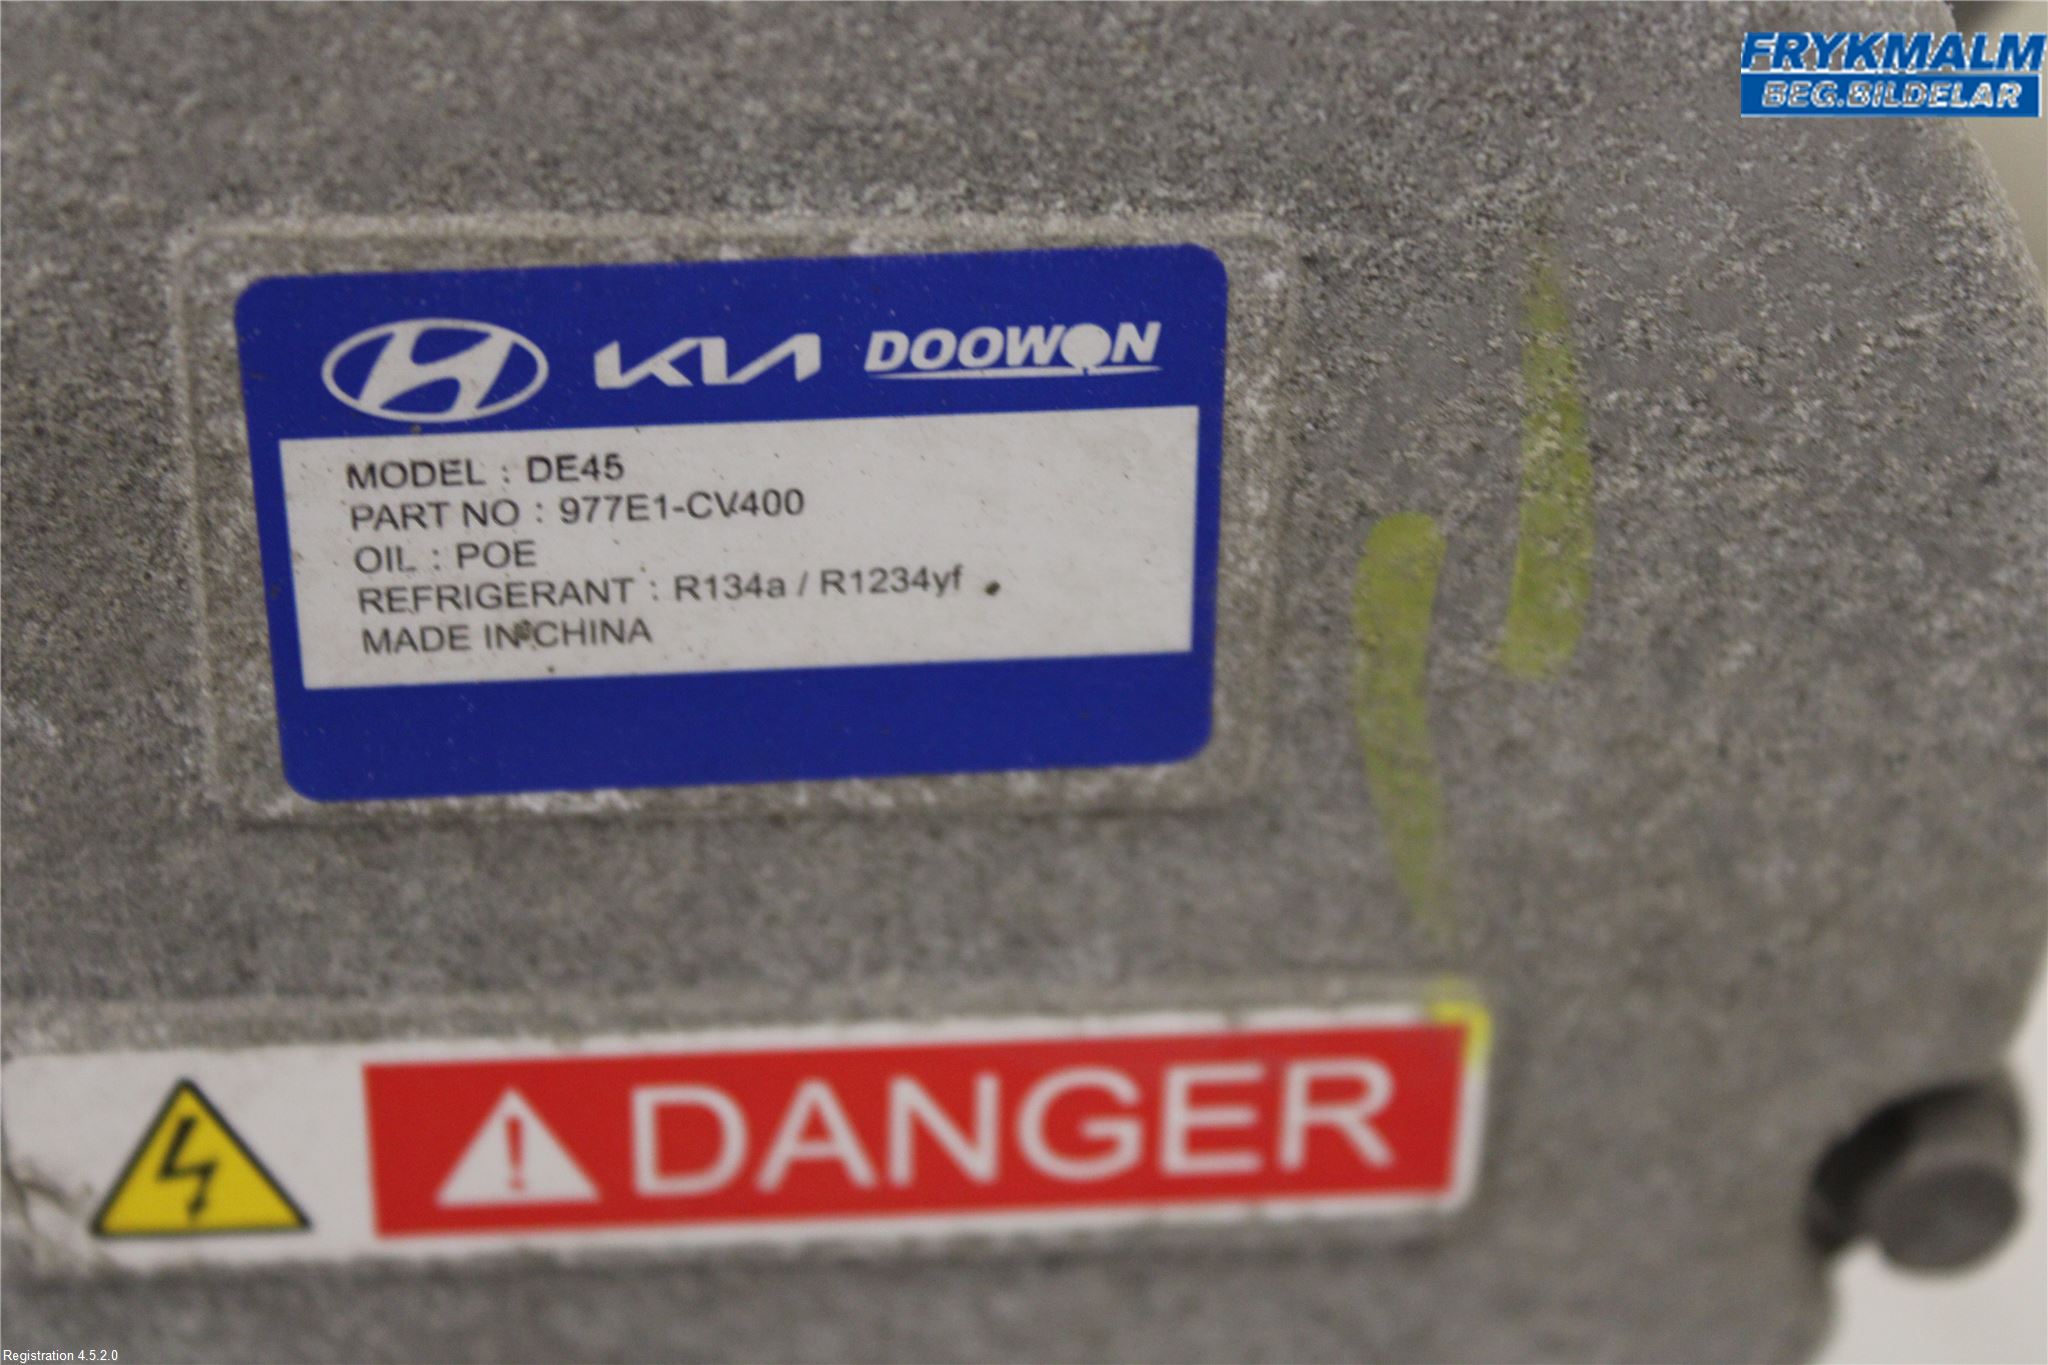 FRYKMALM
BEG.BILDELAR
KIA DOOWON
MODEL : DE45
PART NO : 977E1-CV400
OIL : POE
REFRIGERANT : R134a / R1234yf
MADE IN CHINA
DANGER
Registration 4.5.2.0